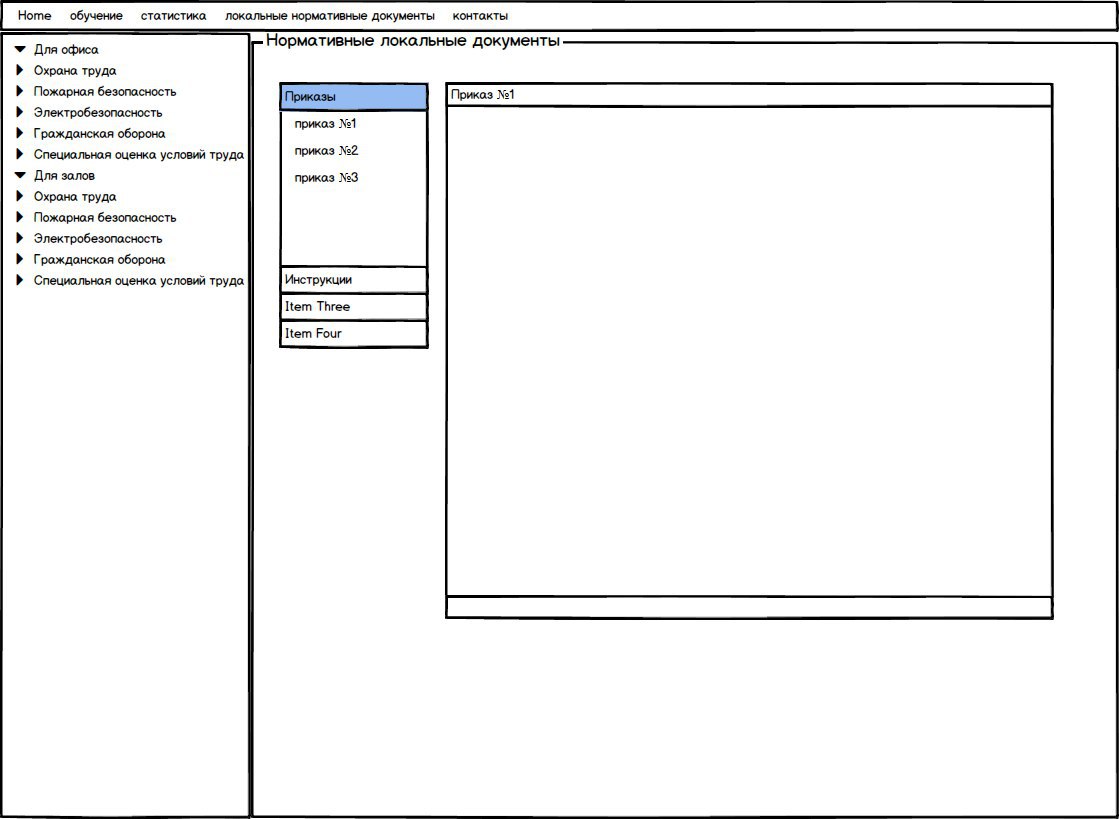 Home обучение статистика локальные нормативные документы контакты
Для офиса
Охрана труда
Пожарная безопасность
Электробезопасность
Гражданская оборона
Специальная оценка условий труда
Для залов
Охрана труда
Пожарная безопасность
Электробезопасность
Гражданская оборона
Специальная оценка условий труда
Нормативные локальные документы
Приказы
приказ №1
приказ №2
приказ №3
Инструкции
Item Three
Item Four
Приказ №1